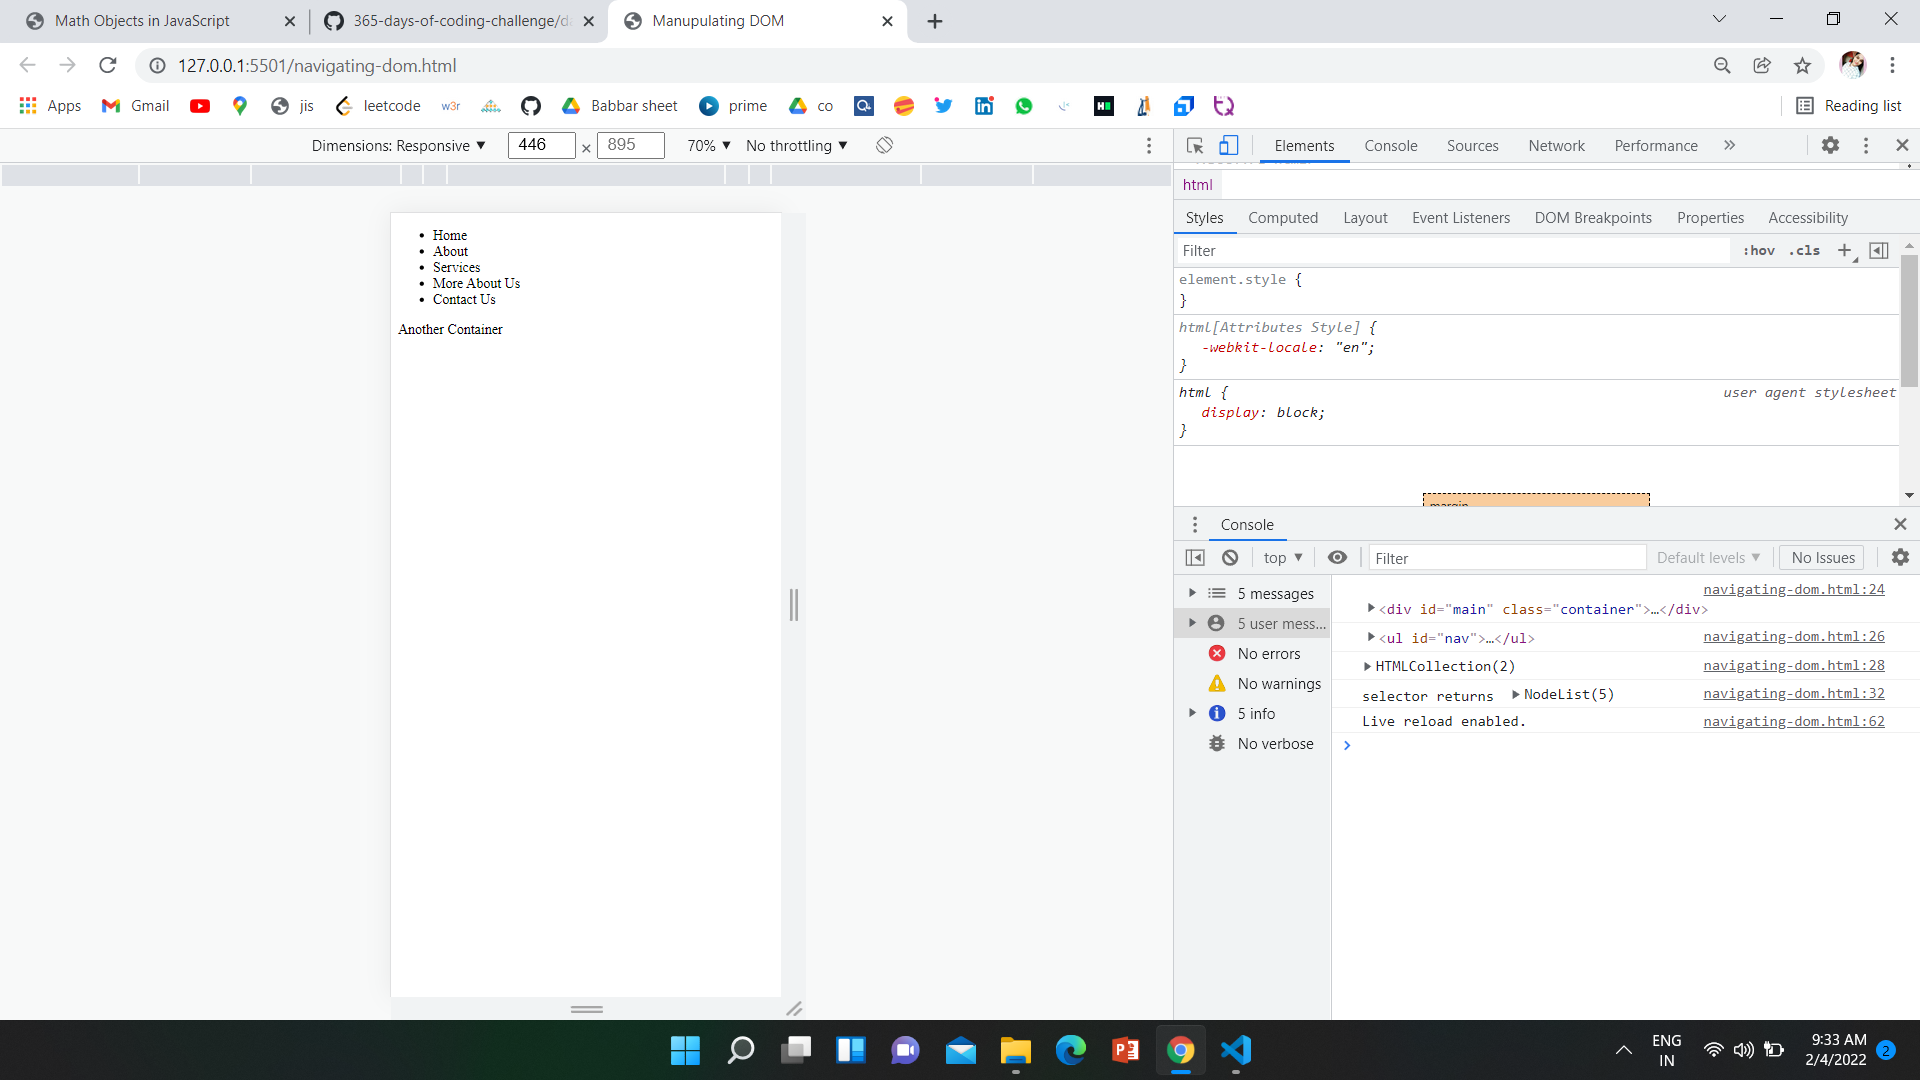 Math Objects in JavaScript
365-days-of-coding-challenge/d
Manupulating DOM
127.0.0.1:5501/navigating-dom.html
Apps
Gmail
jis
leetcode
w3r
Babbar sheet
prime
co
Reading list
Dimensions: Responsive ▼ 446 × 895 70% ▼ No throttling ▼
Elements Console Sources Network Performance »
html
Styles Computed Layout Event Listeners DOM Breakpoints Properties Accessibility
Filter :hov .cls +
element.style {
}
html[Attributes Style] {
-webkit-locale: "en";
}
html { user agent stylesheet
display: block;
}
Home
About
Services
More About Us
Contact Us
Another Container
Console
top ▼ Filter Default levels ▼ No Issues
5 messages
5 user mess...
No errors
No warnings
5 info
No verbose
navigating-dom.html:24
<div id="main" class="container">…</div>
<ul id="nav">…</ul> navigating-dom.html:26
HTMLCollection(2) navigating-dom.html:28
selector returns NodeList(5) navigating-dom.html:32
Live reload enabled. navigating-dom.html:62
ENG
IN
9:33 AM
2/4/2022
2